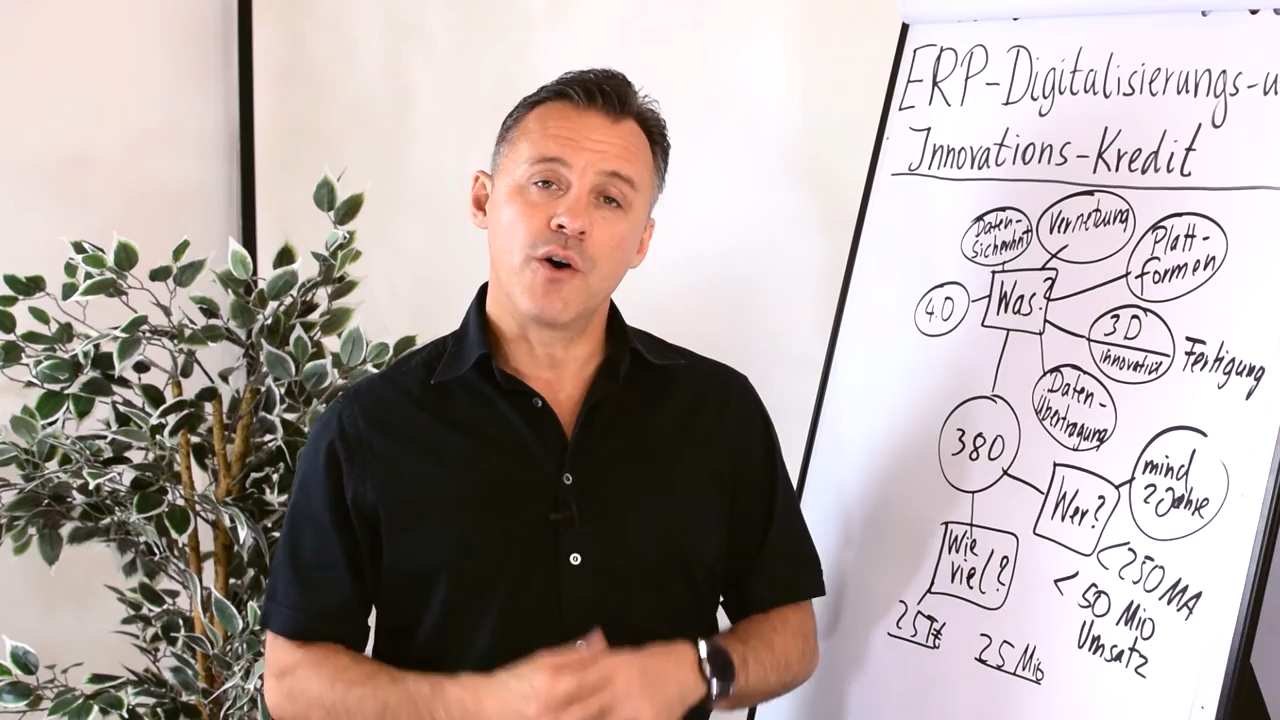 ERP-Digitalisierungs-u
Innovations-Kredit
Daten-
sicherheit
Vernetzung
Platt-
formen
4.0
Was?
3D
innovative
Fertigung
Daten-
übertragung
380
Wer?
mind
2 Jahre
Wie
viel?
<250 MA
<50 Mio
Umsatz
25T€
25 Mio